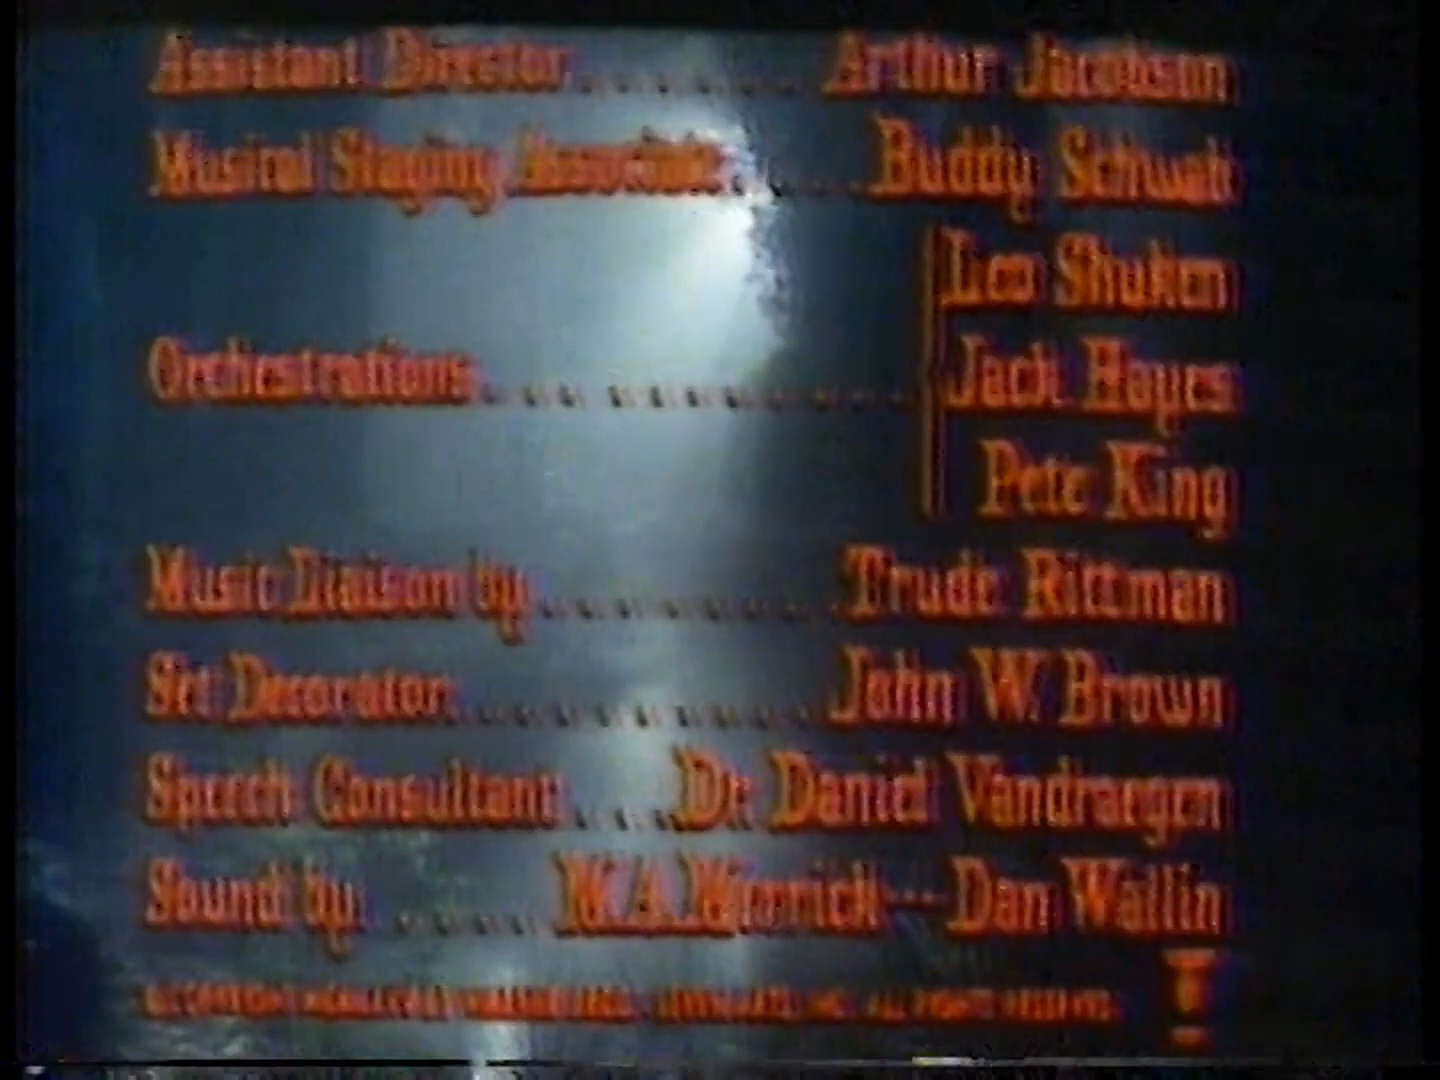 Assistant Director........Arthur Jacobson
Musical Staging Associate.....Buddy Schwab
Leo Shuken
Orchestrations............Jack Hayes
Pete King
Music Liaison by.........Trude Rittman
Set Decorator.........John W. Brown
Speech Consultant....Dr. Daniel Vandraegen
Sound by.....M.A. Merrick---Dan Wallin